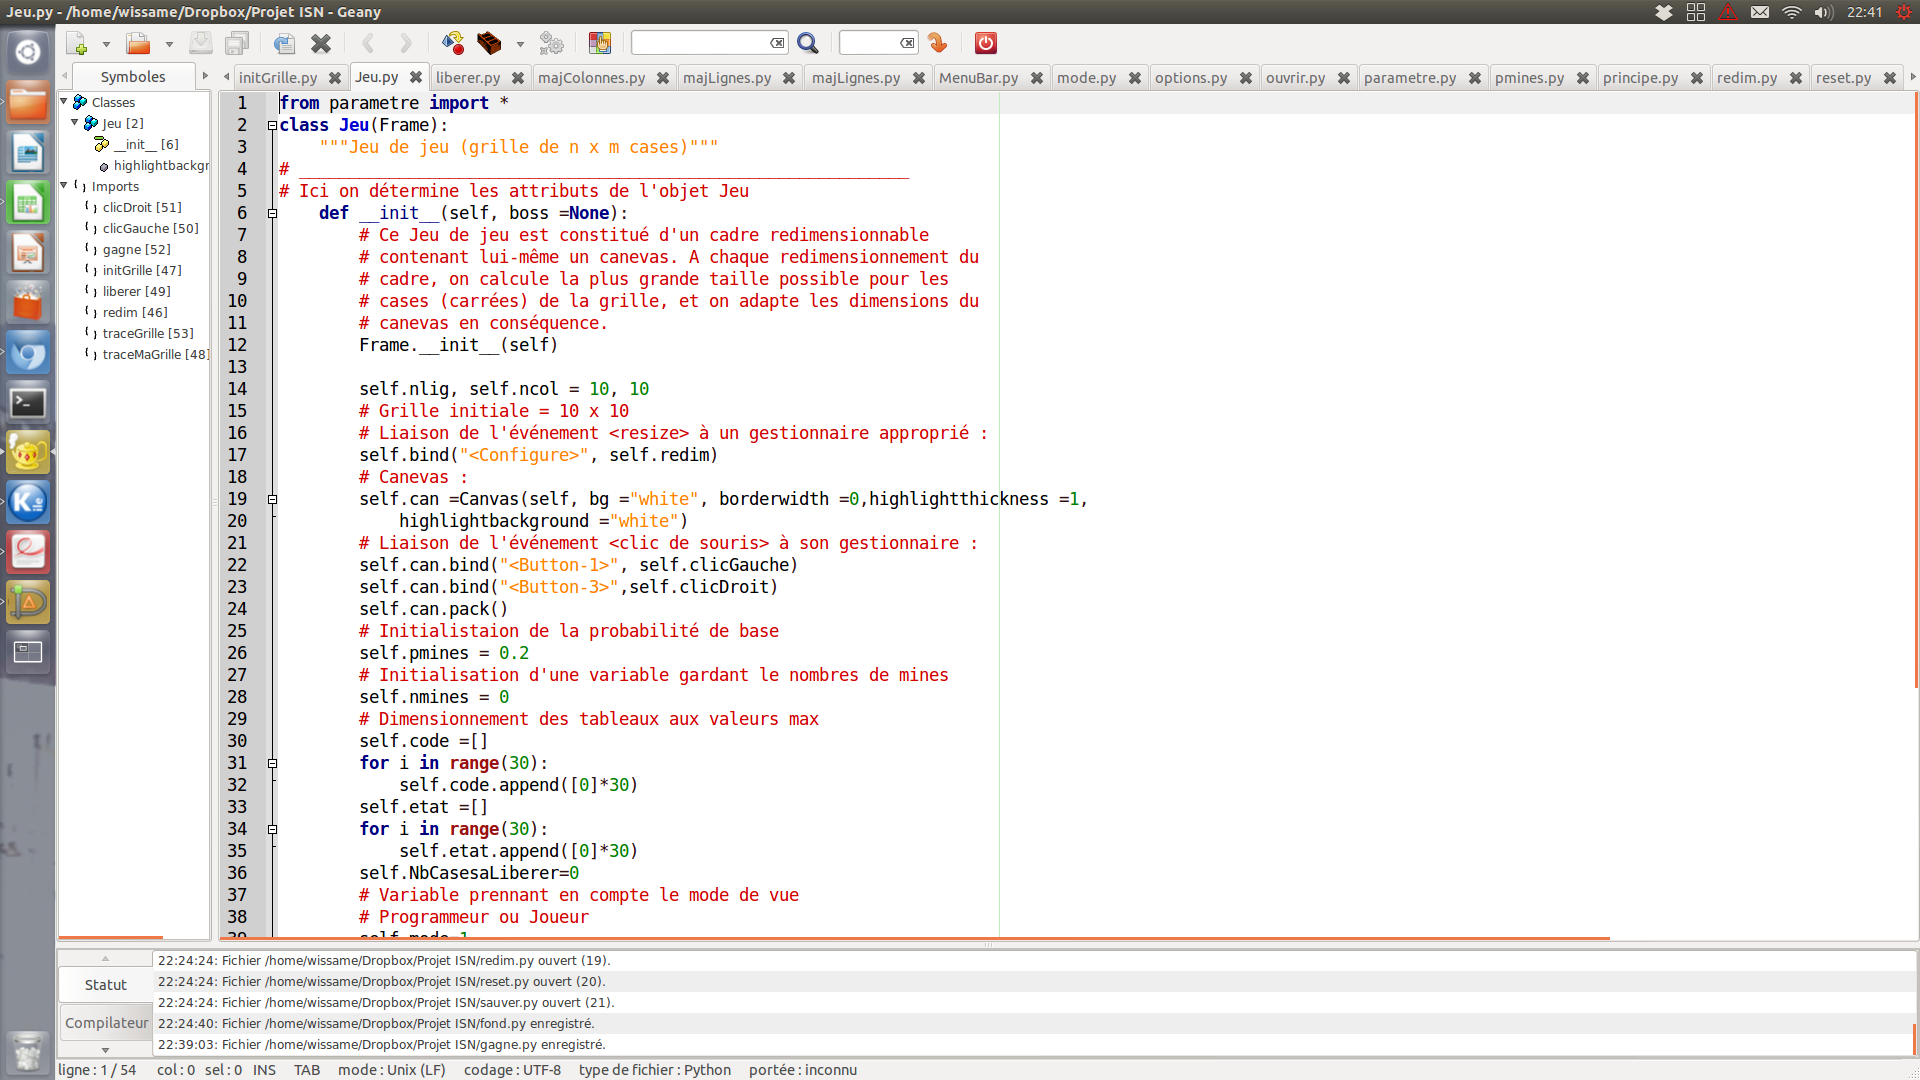 Jeu.py - /home/wissame/Dropbox/Projet ISN - Geany
22:41
Symboles
initGrille.py
Jeu.py
liberer.py
majColonnes.py
majLignes.py
majLignes.py
MenuBar.py
mode.py
options.py
ouvrir.py
parametre.py
pmines.py
principe.py
redim.py
reset.py
Classes
Jeu [2]
__init__ [6]
highlightbackgr
Imports
clicDroit [51]
clicGauche [50]
gagne [52]
initGrille [47]
liberer [49]
redim [46]
traceGrille [53]
traceMaGrille [48]
1 from parametre import *
2 class Jeu(Frame):
3     """Jeu de jeu (grille de n x m cases)"""
4 # _____________________________________________________________
5 # Ici on détermine les attributs de l'objet Jeu
6     def __init__(self, boss =None):
7         # Ce Jeu de jeu est constitué d'un cadre redimensionnable
8         # contenant lui-même un canevas. A chaque redimensionnement du
9         # cadre, on calcule la plus grande taille possible pour les
10         # cases (carrées) de la grille, et on adapte les dimensions du
11         # canevas en conséquence.
12         Frame.__init__(self)
13
14         self.nlig, self.ncol = 10, 10
15         # Grille initiale = 10 x 10
16         # Liaison de l'événement <resize> à un gestionnaire approprié :
17         self.bind("<Configure>", self.redim)
18         # Canevas :
19         self.can =Canvas(self, bg ="white", borderwidth =0,highlightthickness =1,
20             highlightbackground ="white")
21         # Liaison de l'événement <clic de souris> à son gestionnaire :
22         self.can.bind("<Button-1>", self.clicGauche)
23         self.can.bind("<Button-3>",self.clicDroit)
24         self.can.pack()
25         # Initialistaion de la probabilité de base
26         self.pmines = 0.2
27         # Initialisation d'une variable gardant le nombres de mines
28         self.nmines = 0
29         # Dimensionnement des tableaux aux valeurs max
30         self.code =[]
31         for i in range(30):
32             self.code.append([0]*30)
33         self.etat =[]
34         for i in range(30):
35             self.etat.append([0]*30)
36         self.NbCasesaLiberer=0
37         # Variable prennant en compte le mode de vue
38         # Programmeur ou Joueur
39         self.mode=1
Statut
Compilateur
22:24:24: Fichier /home/wissame/Dropbox/Projet ISN/redim.py ouvert (19).
22:24:24: Fichier /home/wissame/Dropbox/Projet ISN/reset.py ouvert (20).
22:24:24: Fichier /home/wissame/Dropbox/Projet ISN/sauver.py ouvert (21).
22:24:40: Fichier /home/wissame/Dropbox/Projet ISN/fond.py enregistré.
22:39:03: Fichier /home/wissame/Dropbox/Projet ISN/gagne.py enregistré.
ligne : 1 / 54 col : 0 sel : 0 INS TAB mode : Unix (LF) codage : UTF-8 type de fichier : Python portée : inconnu